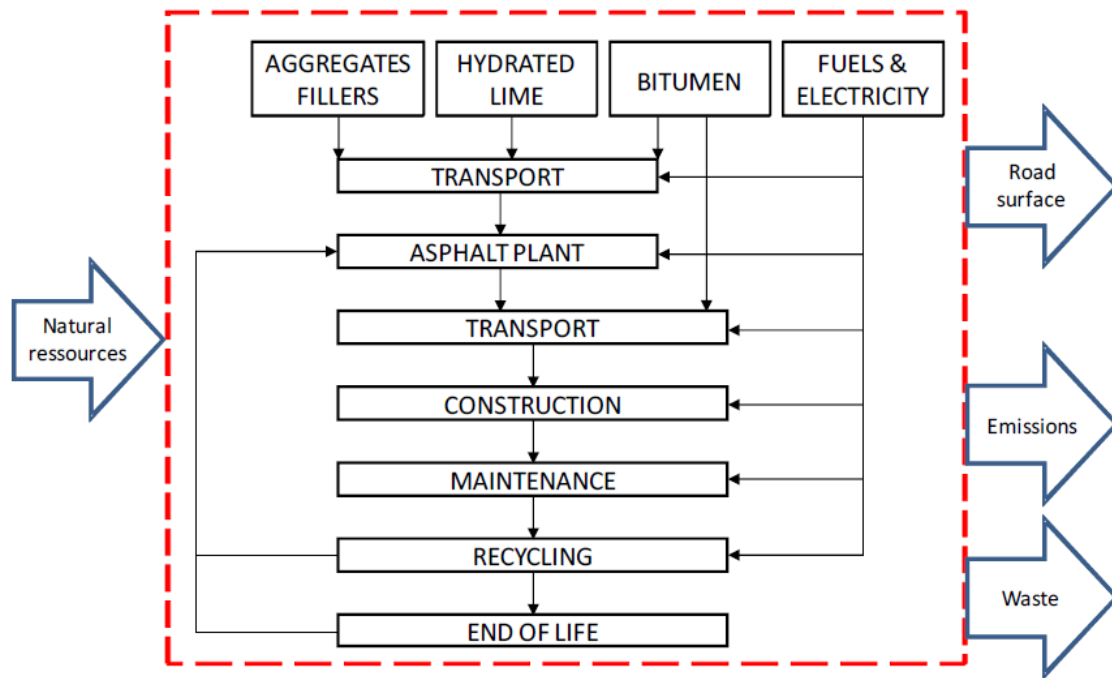 AGGREGATES
FILLERS
HYDRATED
LIME
BITUMEN
FUELS &
ELECTRICITY
TRANSPORT
ASPHALT PLANT
TRANSPORT
CONSTRUCTION
MAINTENANCE
RECYCLING
END OF LIFE
Natural
ressources
Road
surface
Emissions
Waste